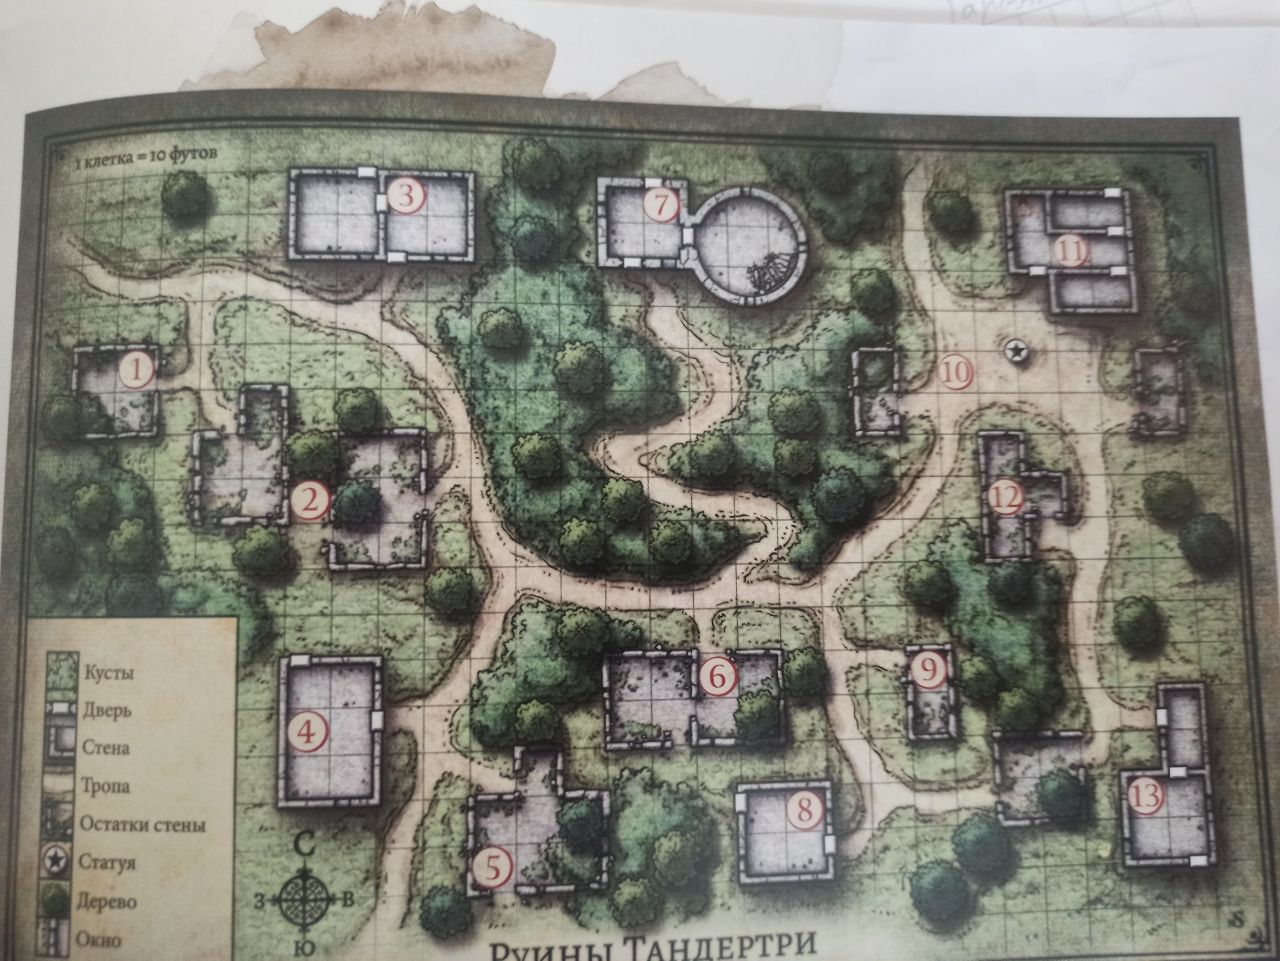 1 клетка = 10 футов
3
7
11
1
10
2
12
9
6
4
8
13
5
Кусты
Дверь
Стена
Тропа
Остатки стены
Статуя
Дерево
Окно
С
З
В
Ю
Руины Тандертри